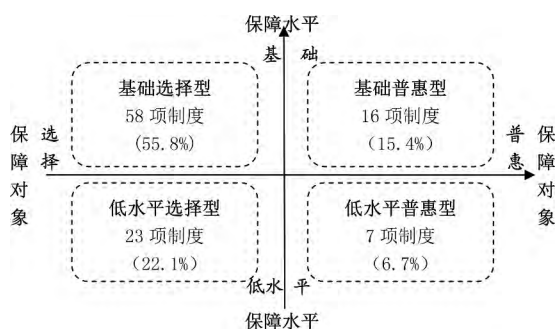 保障水平
基 础
基础选择型
58 项制度
(55.8%)
基础普惠型
16 项制度
（15.4%）
保障对象
选择
普惠
保障对象
低水平选择型
23 项制度
（22.1%）
低水平普惠型
7 项制度
（6.7%）
低水 平
保障水平